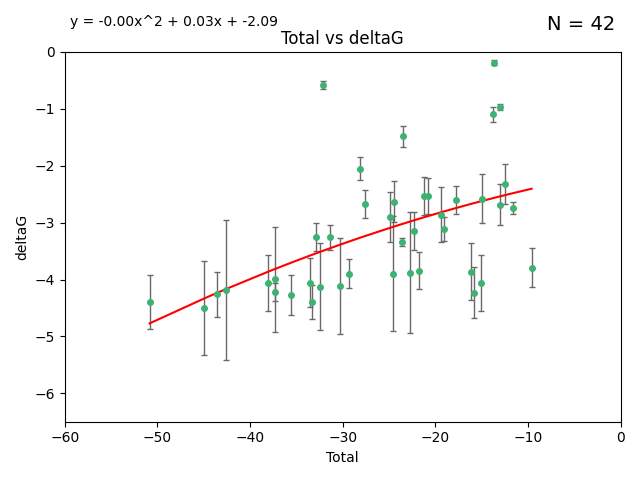 y = -0.00x^2 + 0.03x + -2.09
N = 42
Total vs deltaG
0
−1
−2
−3
−4
−5
−6
deltaG
−60 −50 −40 −30 −20 −10 0
Total